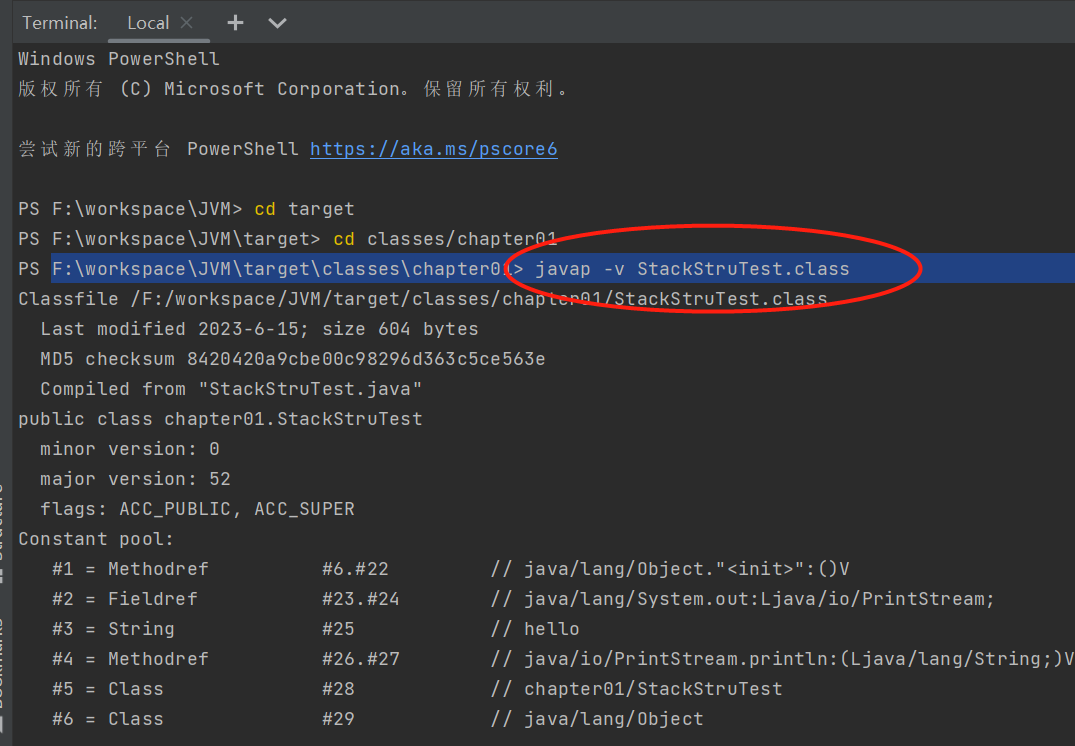 Terminal: Local
Windows PowerShell
版权所有 (C) Microsoft Corporation。保留所有权利。
尝试新的跨平台 PowerShell https://aka.ms/pscore6
PS F:\workspace\JVM> cd target
PS F:\workspace\JVM\target> cd classes/chapter01
PS F:\workspace\JVM\target\classes\chapter01> javap -v StackStruTest.class
Classfile /F:/workspace/JVM/target/classes/chapter01/StackStruTest.class
Last modified 2023-6-15; size 604 bytes
MD5 checksum 8420420a9cbe00c98296d363c5ce563e
Compiled from "StackStruTest.java"
public class chapter01.StackStruTest
minor version: 0
major version: 52
flags: ACC_PUBLIC, ACC_SUPER
Constant pool:
#1 = Methodref #6.#22 // java/lang/Object."<init>":()V
#2 = Fieldref #23.#24 // java/lang/System.out:Ljava/io/PrintStream;
#3 = String #25 // hello
#4 = Methodref #26.#27 // java/io/PrintStream.println:(Ljava/lang/String;)V
#5 = Class #28 // chapter01/StackStruTest
#6 = Class #29 // java/lang/Object